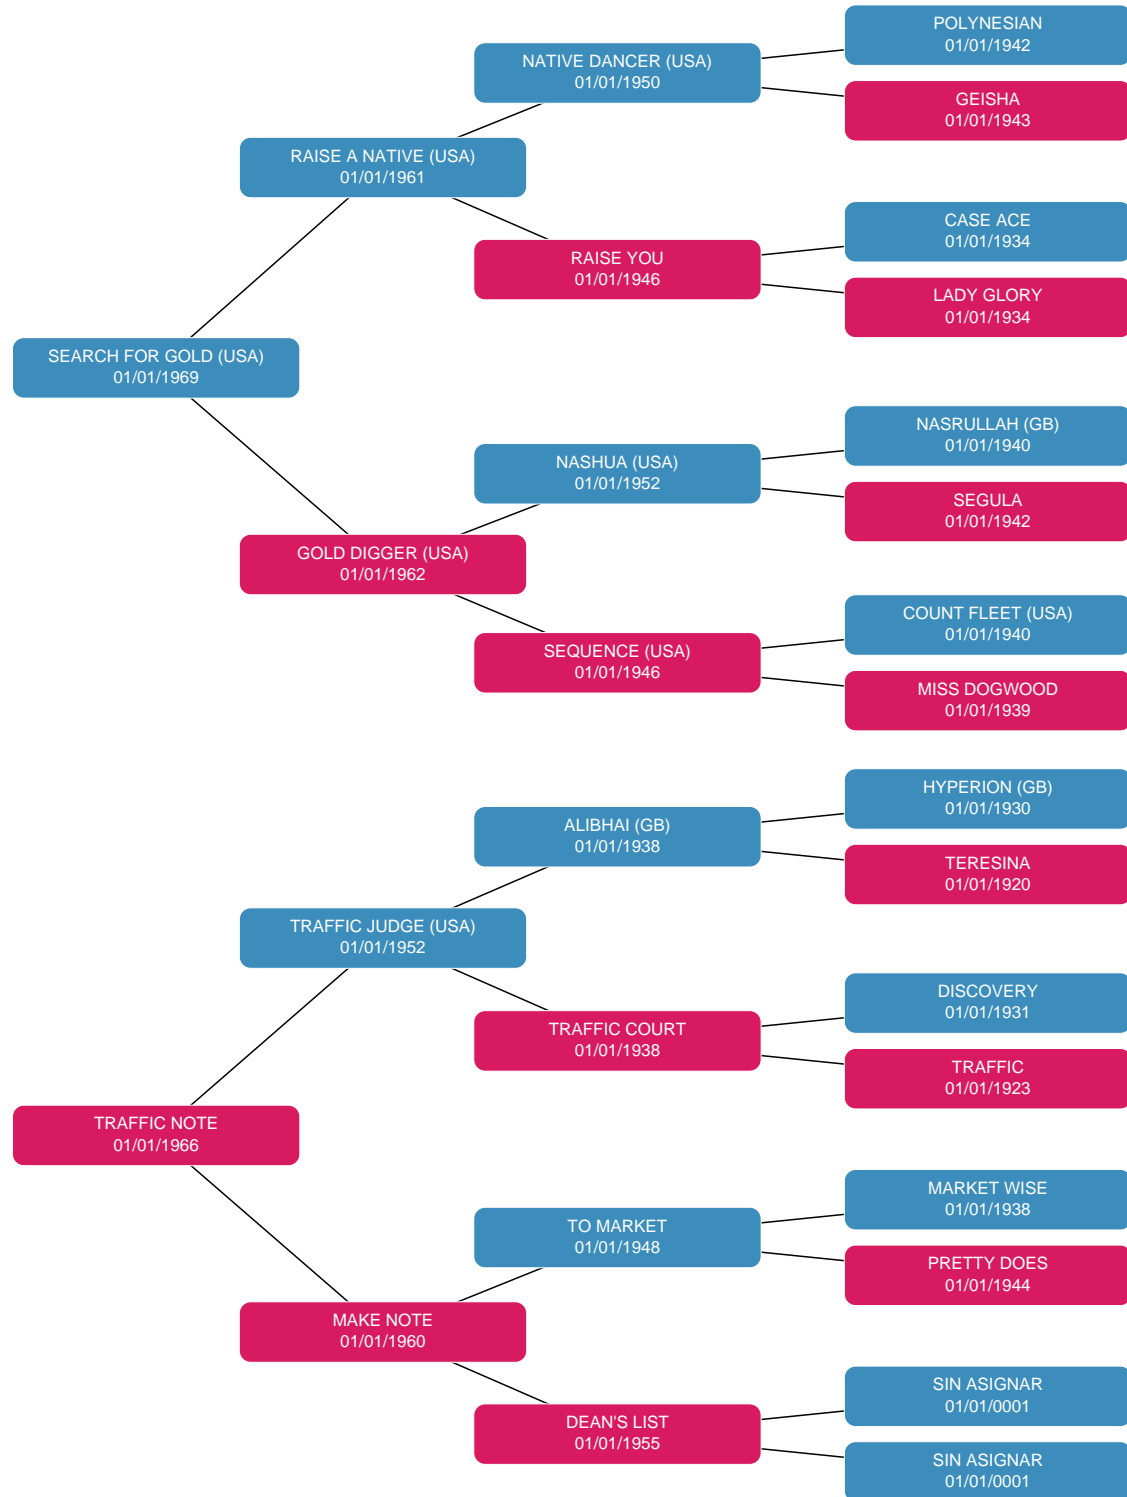 POLYNESIAN
01/01/1942
NATIVE DANCER (USA)
01/01/1950
GEISHA
01/01/1943
RAISE A NATIVE (USA)
01/01/1961
CASE ACE
01/01/1934
RAISE YOU
01/01/1946
LADY GLORY
01/01/1934
SEARCH FOR GOLD (USA)
01/01/1969
NASRULLAH (GB)
01/01/1940
NASHUA (USA)
01/01/1952
SEGULA
01/01/1942
GOLD DIGGER (USA)
01/01/1962
COUNT FLEET (USA)
01/01/1940
SEQUENCE (USA)
01/01/1946
MISS DOGWOOD
01/01/1939
HYPERION (GB)
01/01/1930
ALIBHAI (GB)
01/01/1938
TERESINA
01/01/1920
TRAFFIC JUDGE (USA)
01/01/1952
DISCOVERY
01/01/1931
TRAFFIC COURT
01/01/1938
TRAFFIC
01/01/1923
TRAFFIC NOTE
01/01/1966
MARKET WISE
01/01/1938
TO MARKET
01/01/1948
PRETTY DOES
01/01/1944
MAKE NOTE
01/01/1960
SIN ASIGNAR
01/01/0001
DEAN'S LIST
01/01/1955
SIN ASIGNAR
01/01/0001